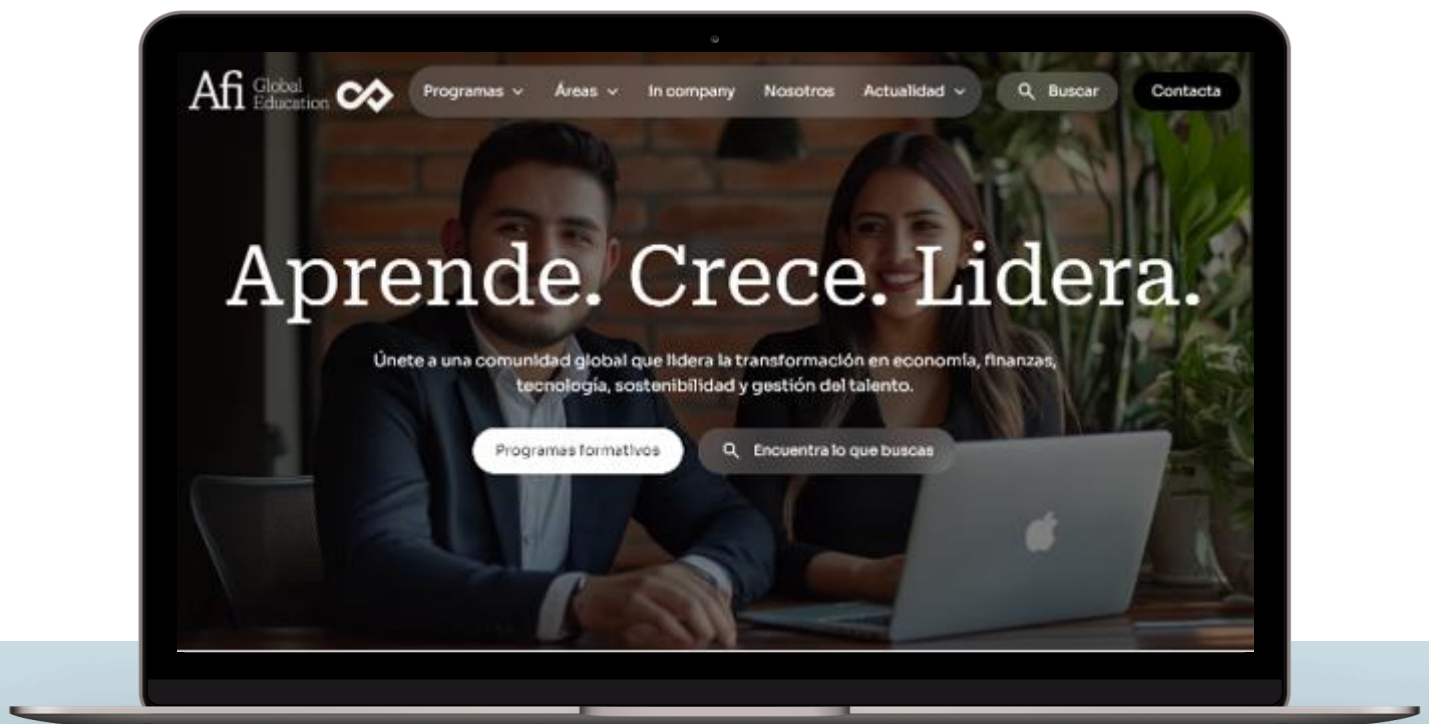 Afi Global Education
Programas
Áreas
In company
Nosotros
Actualidad
Buscar
Contacta
Aprende. Crece. Lidera.
Únete a una comunidad global que lidera la transformación en economía, finanzas,
tecnología, sostenibilidad y gestión del talento.
Programas formativos
Encuentra lo que buscas